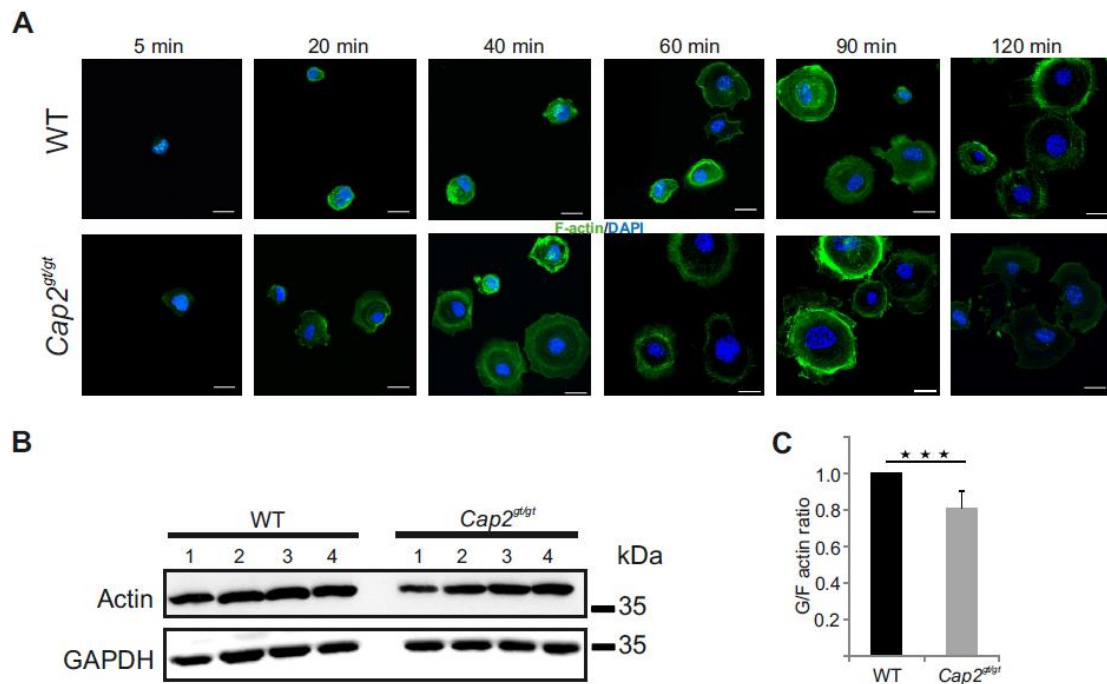 A
5 min 20 min 40 min 60 min 90 min 120 min
WT
F-actin/DAPI
Cap2gt/gt
B
WT Cap2gt/gt
1 2 3 4 1 2 3 4 kDa
Actin 35
GAPDH 35
C
★ ★ ★
1.0
0.8
0.6
0.4
0.2
G/F actin ratio
WT Cap2gt/gt